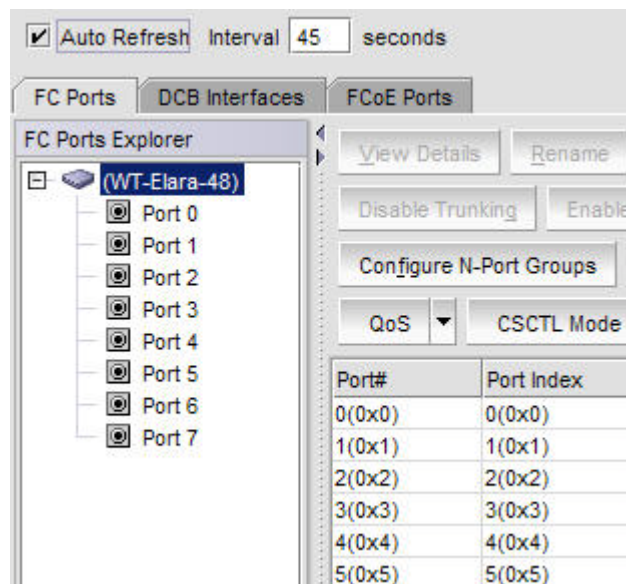 Auto Refresh Interval 45 seconds
FC Ports DCB Interfaces FCoE Ports
FC Ports Explorer
(WT-Elara-48)
Port 0
Port 1
Port 2
Port 3
Port 4
Port 5
Port 6
Port 7
View Details Rename
Disable Trunking Enable
Configure N-Port Groups
QoS CSCTL Mode
Port# Port Index
0(0x0) 0(0x0)
1(0x1) 1(0x1)
2(0x2) 2(0x2)
3(0x3) 3(0x3)
4(0x4) 4(0x4)
5(0x5) 5(0x5)